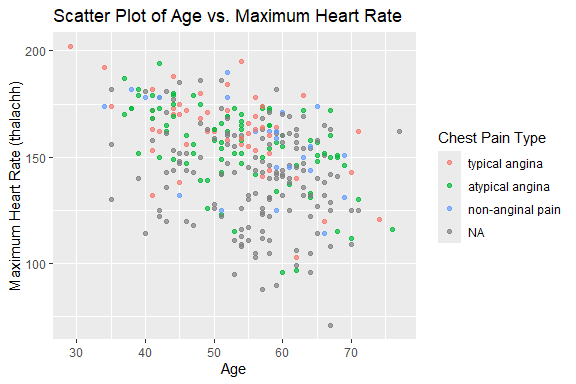 Scatter Plot of Age vs. Maximum Heart Rate
200
150
100
Maximum Heart Rate (thalachh)
30 40 50 60 70
Age
Chest Pain Type
typical angina
atypical angina
non-anginal pain
NA